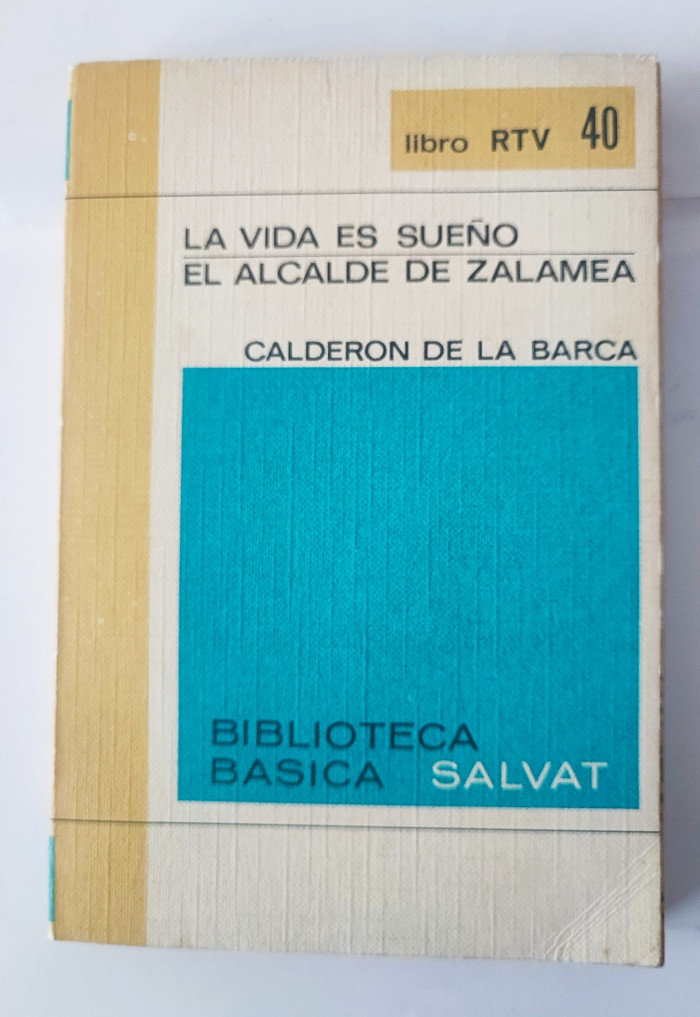 libro RTV 40
LA VIDA ES SUEÑO
EL ALCALDE DE ZALAMEA
CALDERON DE LA BARCA
BIBLIOTECA
BASICA SALVAT